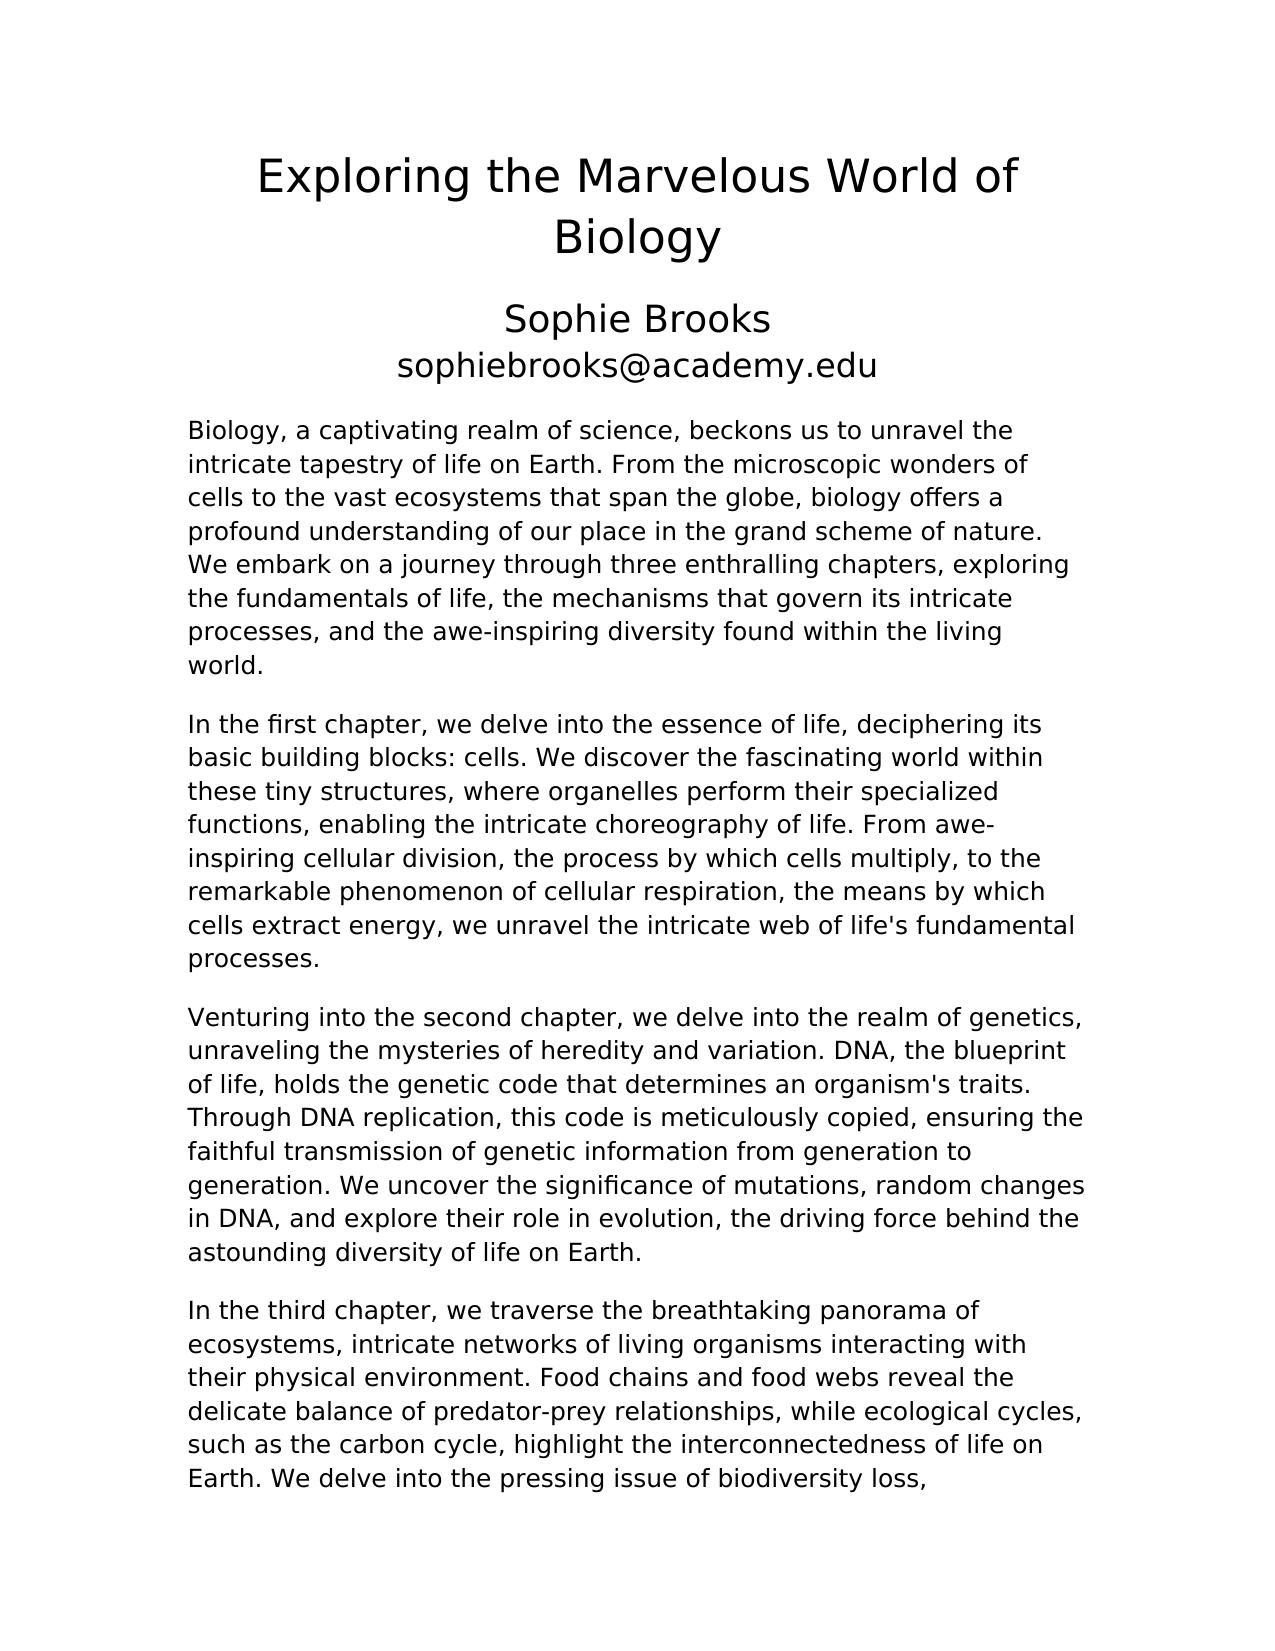 Exploring the Marvelous World of
Biology
Sophie Brooks
sophiebrooks@academy.edu
Biology, a captivating realm of science, beckons us to unravel the
intricate tapestry of life on Earth. From the microscopic wonders of
cells to the vast ecosystems that span the globe, biology offers a
profound understanding of our place in the grand scheme of nature.
We embark on a journey through three enthralling chapters, exploring
the fundamentals of life, the mechanisms that govern its intricate
processes, and the awe-inspiring diversity found within the living
world.
In the first chapter, we delve into the essence of life, deciphering its
basic building blocks: cells. We discover the fascinating world within
these tiny structures, where organelles perform their specialized
functions, enabling the intricate choreography of life. From awe-
inspiring cellular division, the process by which cells multiply, to the
remarkable phenomenon of cellular respiration, the means by which
cells extract energy, we unravel the intricate web of life's fundamental
processes.
Venturing into the second chapter, we delve into the realm of genetics,
unraveling the mysteries of heredity and variation. DNA, the blueprint
of life, holds the genetic code that determines an organism's traits.
Through DNA replication, this code is meticulously copied, ensuring the
faithful transmission of genetic information from generation to
generation. We uncover the significance of mutations, random changes
in DNA, and explore their role in evolution, the driving force behind the
astounding diversity of life on Earth.
In the third chapter, we traverse the breathtaking panorama of
ecosystems, intricate networks of living organisms interacting with
their physical environment. Food chains and food webs reveal the
delicate balance of predator-prey relationships, while ecological cycles,
such as the carbon cycle, highlight the interconnectedness of life on
Earth. We delve into the pressing issue of biodiversity loss,